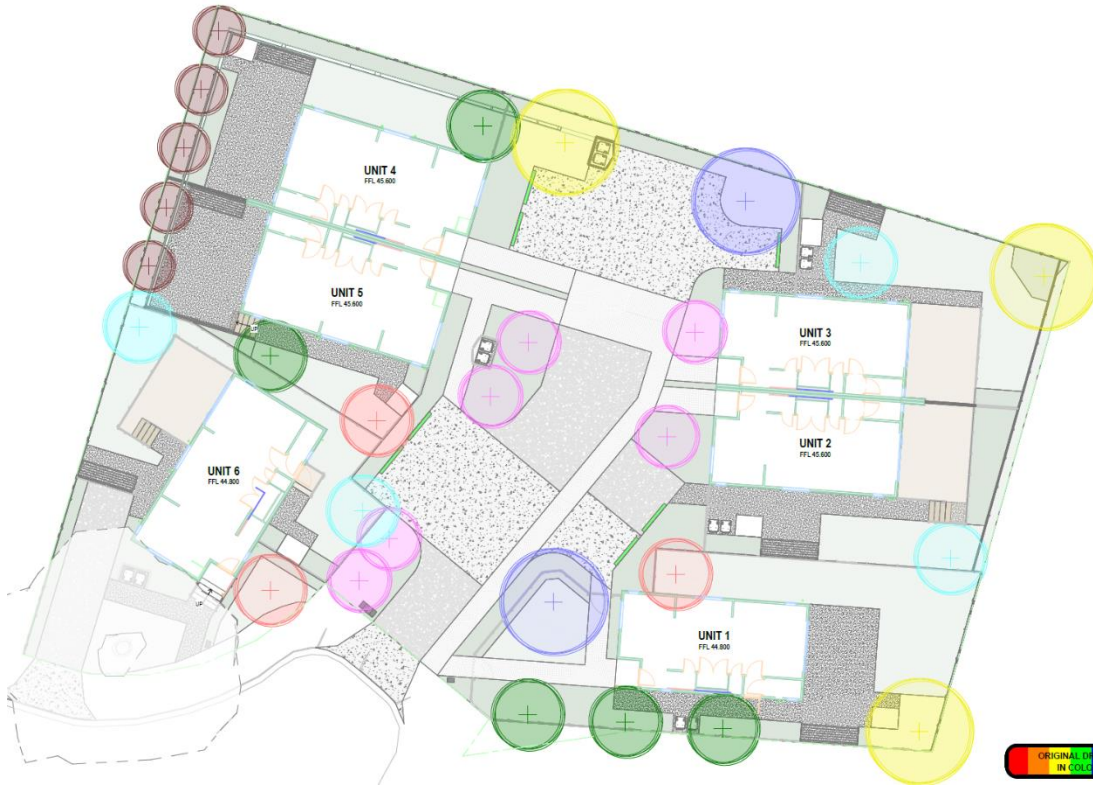 UNIT 4
FFL 45.600
UNIT 5
FFL 45.600
UP
UNIT 3
FFL 45.600
UNIT 2
FFL 45.600
UNIT 6
FFL 44.800
UP
UNIT 1
FFL 44.800
ORIGINAL
IN